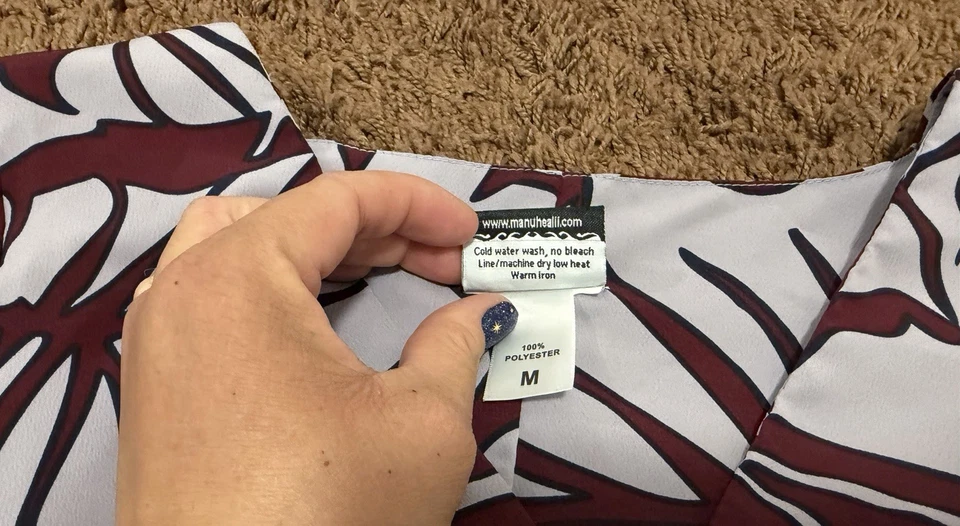 www.manuhealii.com
Cold water wash, no bleach
Line/machine dry low heat
Warm iron
100%
POLYESTER
M